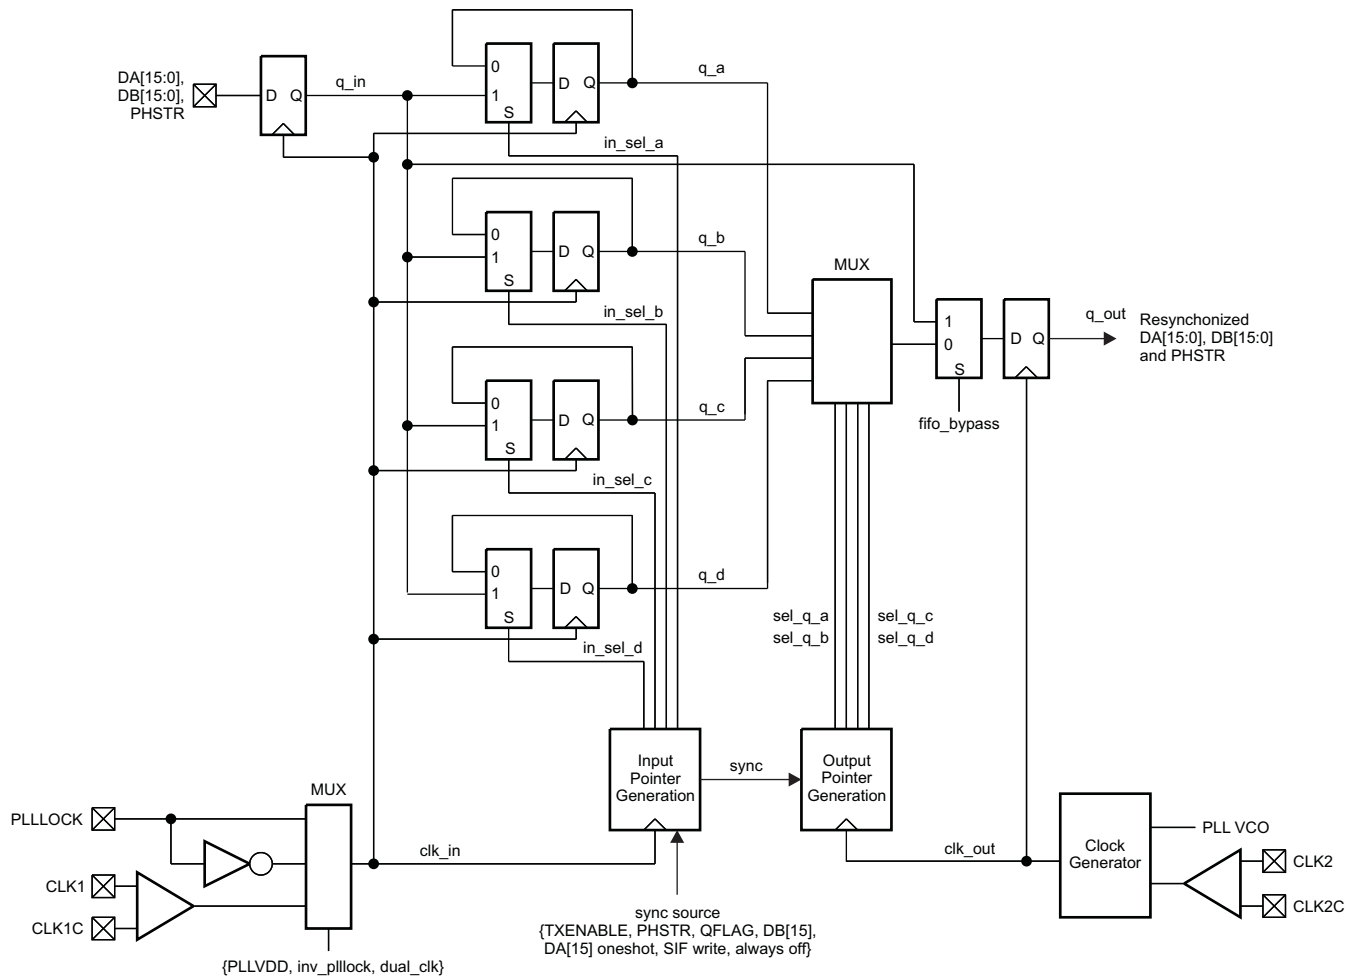 DA[15:0],
DB[15:0],
PHSTR
D Q
q_in
0
1
S
D Q
q_a
in_sel_a
0
1
S
D Q
q_b
in_sel_b
0
1
S
D Q
q_c
in_sel_c
0
1
S
D Q
q_d
in_sel_d
MUX
1
0
S
fifo_bypass
D Q
q_out
Resynchonized
DA[15:0], DB[15:0]
and PHSTR
sel_q_a
sel_q_b
sel_q_c
sel_q_d
Input
Pointer
Generation
sync
Output
Pointer
Generation
PLLLOCK
CLK1
CLK1C
MUX
{PLLVDD, inv_plllock, dual_clk}
clk_in
sync source
{TXENABLE, PHSTR, QFLAG, DB[15],
DA[15] oneshot, SIF write, always off}
clk_out
Clock
Generator
PLL VCO
CLK2
CLK2C